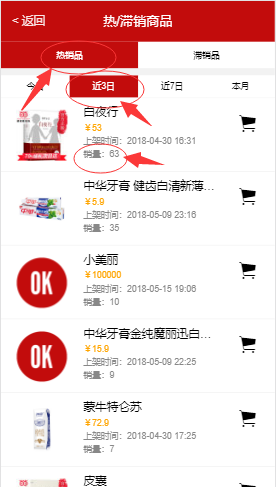 < 返回
热/滞销商品
热销品
滞销品
近3日
近7日
本月
白夜行
￥53
上架时间：2018-04-30 16:31
销量：63
中华牙膏 健齿白清新薄...
￥5.9
上架时间：2018-05-09 23:16
销量：35
OK
小美丽
￥100000
上架时间：2018-05-15 19:06
销量：10
OK
中华牙膏金纯魔丽迅白...
￥15.9
上架时间：2018-05-09 22:25
销量：9
蒙牛特仑苏
￥72.9
上架时间：2018-04-30 17:25
销量：7
皮囊